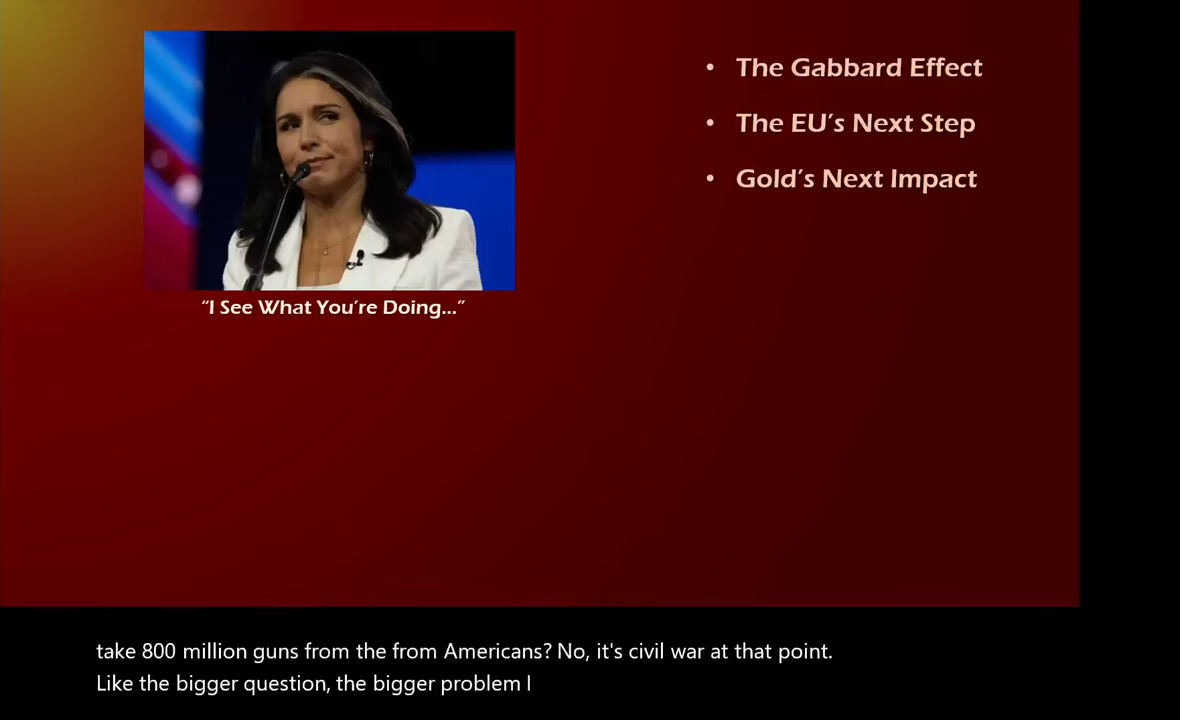 • The Gabbard Effect
• The EU's Next Step
• Gold's Next Impact
“I See What You're Doing...”
take 800 million guns from the from Americans? No, it's civil war at that point.
Like the bigger question, the bigger problem I